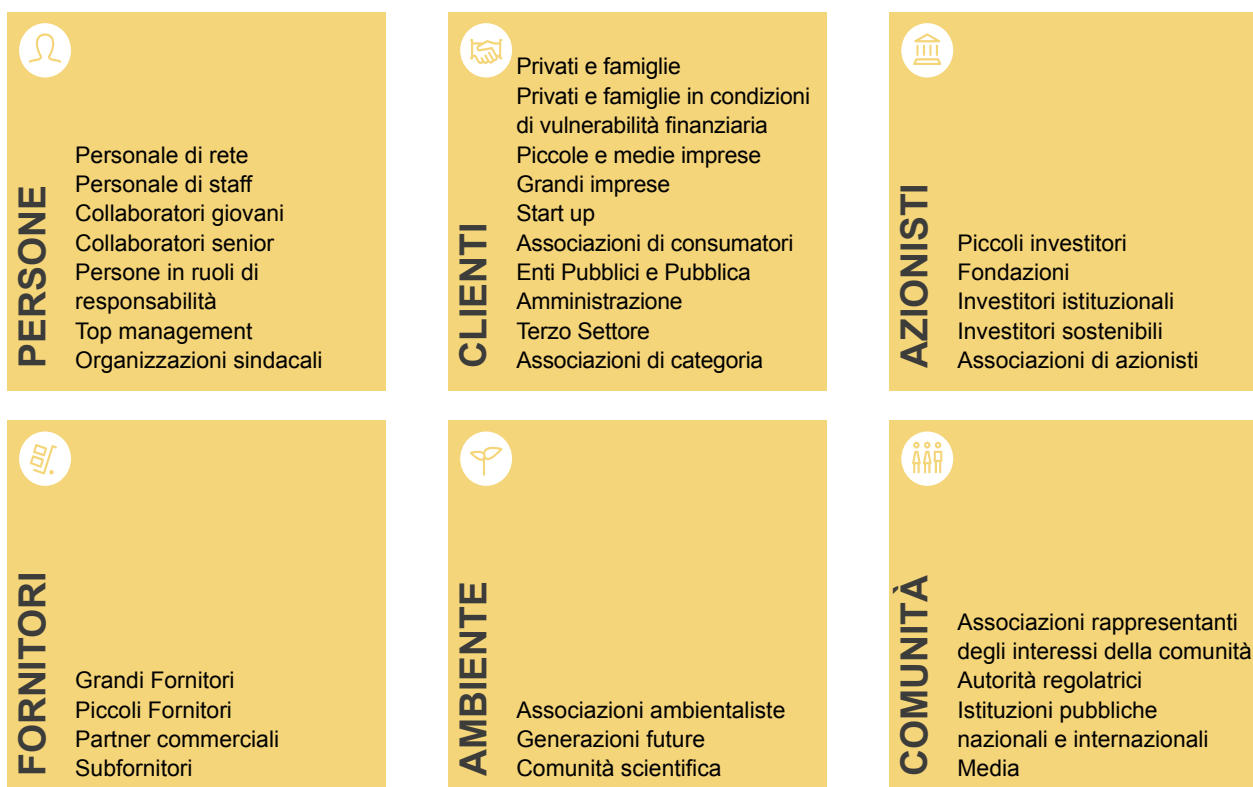 PERSONE
Personale di rete
Personale di staff
Collaboratori giovani
Collaboratori senior
Persone in ruoli di
responsabilità
Top management
Organizzazioni sindacali
CLIENTI
Privati e famiglie
Privati e famiglie in condizioni
di vulnerabilità finanziaria
Piccole e medie imprese
Grandi imprese
Start up
Associazioni di consumatori
Enti Pubblici e Pubblica
Amministrazione
Terzo Settore
Associazioni di categoria
AZIONISTI
Piccoli investitori
Fondazioni
Investitori istituzionali
Investitori sostenibili
Associazioni di azionisti
FORNITORI
Grandi Fornitori
Piccoli Fornitori
Partner commerciali
Subfornitori
AMBIENTE
Associazioni ambientaliste
Generazioni future
Comunità scientifica
COMUNITÀ
Associazioni rappresentanti
degli interessi della comunità
Autorità regolatrici
Istituzioni pubbliche
nazionali e internazionali
Media